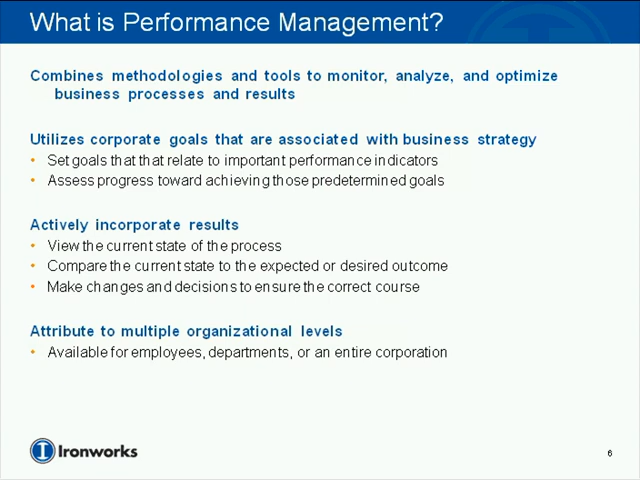 What is Performance Management?
Combines methodologies and tools to monitor, analyze, and optimize
business processes and results
Utilizes corporate goals that are associated with business strategy
• Set goals that that relate to important performance indicators
• Assess progress toward achieving those predetermined goals
Actively incorporate results
• View the current state of the process
• Compare the current state to the expected or desired outcome
• Make changes and decisions to ensure the correct course
Attribute to multiple organizational levels
• Available for employees, departments, or an entire corporation
Ironworks
6